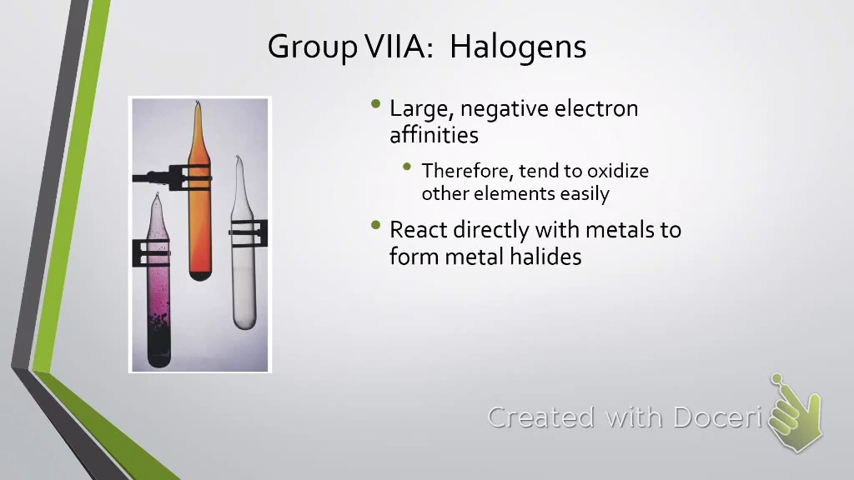 Group VIIA: Halogens
Large, negative electron
affinities
Therefore, tend to oxidize
other elements easily
React directly with metals to
form metal halides
Created with Doceri